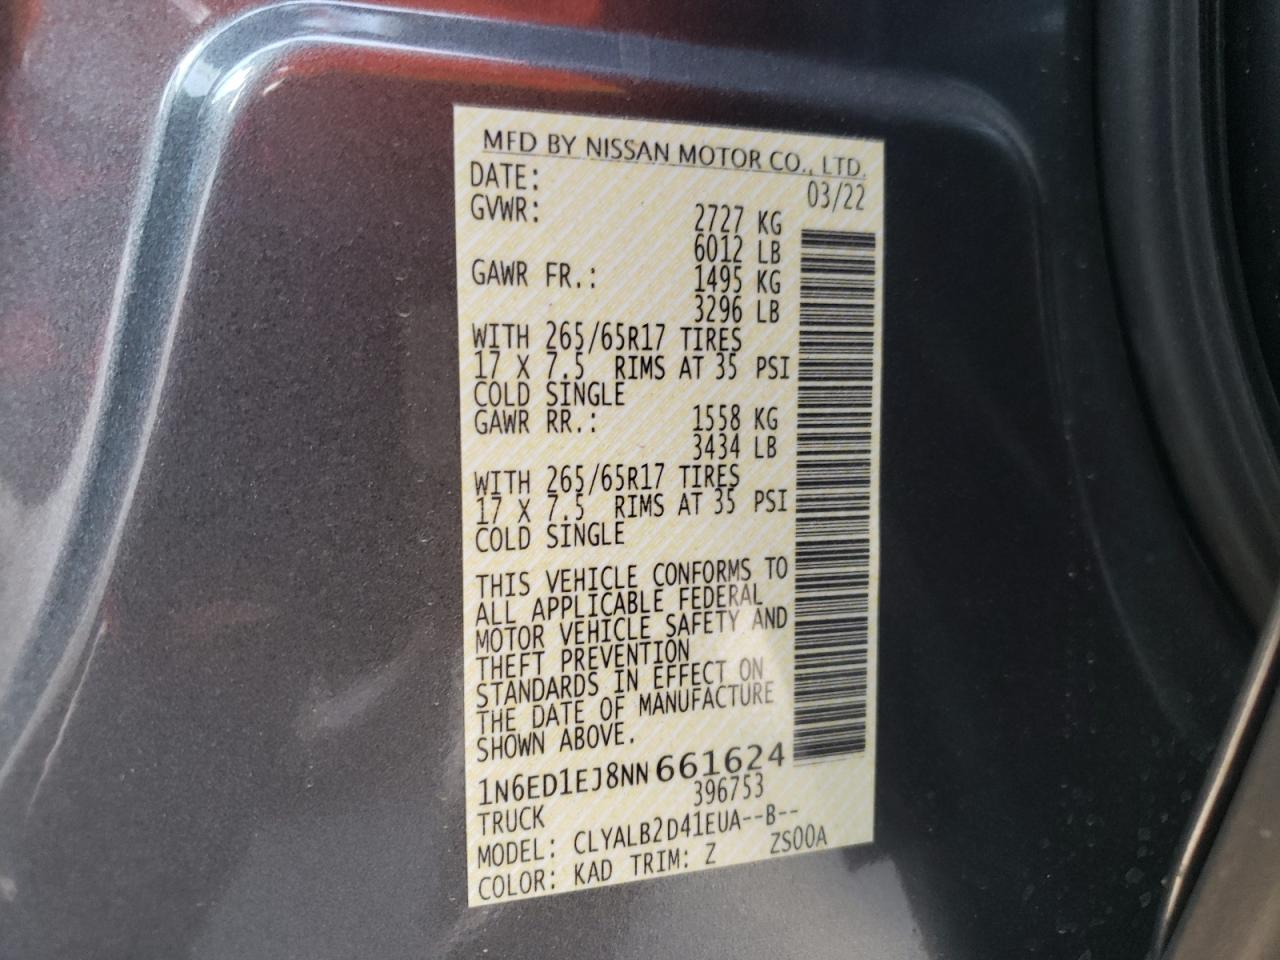 MFD BY NISSAN MOTOR CO., LTD.
DATE: 03/22
GVWR: 2727 KG
6012 LB
GAWR FR.: 1495 KG
3296 LB
WITH 265/65R17 TIRES
17 X 7.5 RIMS AT 35 PSI
COLD SINGLE
GAWR RR.: 1558 KG
3434 LB
WITH 265/65R17 TIRES
17 X 7.5 RIMS AT 35 PSI
COLD SINGLE
THIS VEHICLE CONFORMS TO
ALL APPLICABLE FEDERAL
MOTOR VEHICLE SAFETY AND
THEFT PREVENTION
STANDARDS IN EFFECT ON
THE DATE OF MANUFACTURE
SHOWN ABOVE.
1N6ED1EJ8NN661624
TRUCK 396753
MODEL: CLYALB2D41EUA--B--
COLOR: KAD TRIM: Z ZS00A